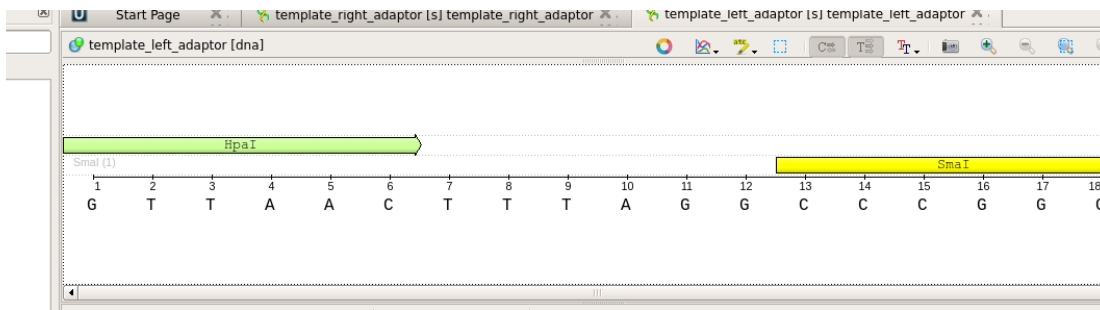 U Start Page template_right_adaptor [s] template_right_adaptor template_left_adaptor [s] template_left_adaptor
template_left_adaptor [dna]
HpaI
SmaI (1) SmaI
1 2 3 4 5 6 7 8 9 10 11 12 13 14 15 16 17 18
G T T A A C T T T A G G C C C G G